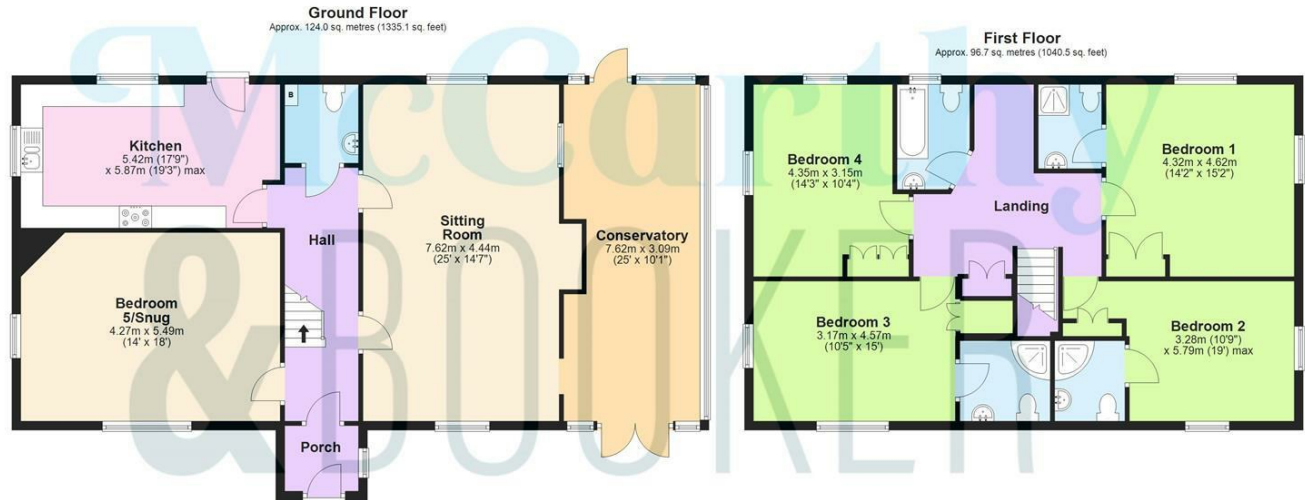 Ground Floor
Approx. 124.0 sq. metres (1335.1 sq. feet)
First Floor
Approx. 96.7 sq. metres (1040.5 sq. feet)
McCarthy
&BOOKER
B
Kitchen
5.42m (17'9")
x 5.87m (19'3") max
Hall
Sitting
Room
7.62m x 4.44m
(25' x 14'7")
Conservatory
7.62m x 3.09m
(25' x 10'1")
Bedroom
5/Snug
4.27m x 5.49m
(14' x 18')
Porch
Bedroom 4
4.35m x 3.15m
(14'3" x 10'4")
Landing
Bedroom 1
4.32m x 4.62m
(14'2" x 15'2")
Bedroom 3
3.17m x 4.57m
(10'5" x 15')
Bedroom 2
3.28m (10'9")
x 5.79m (19') max